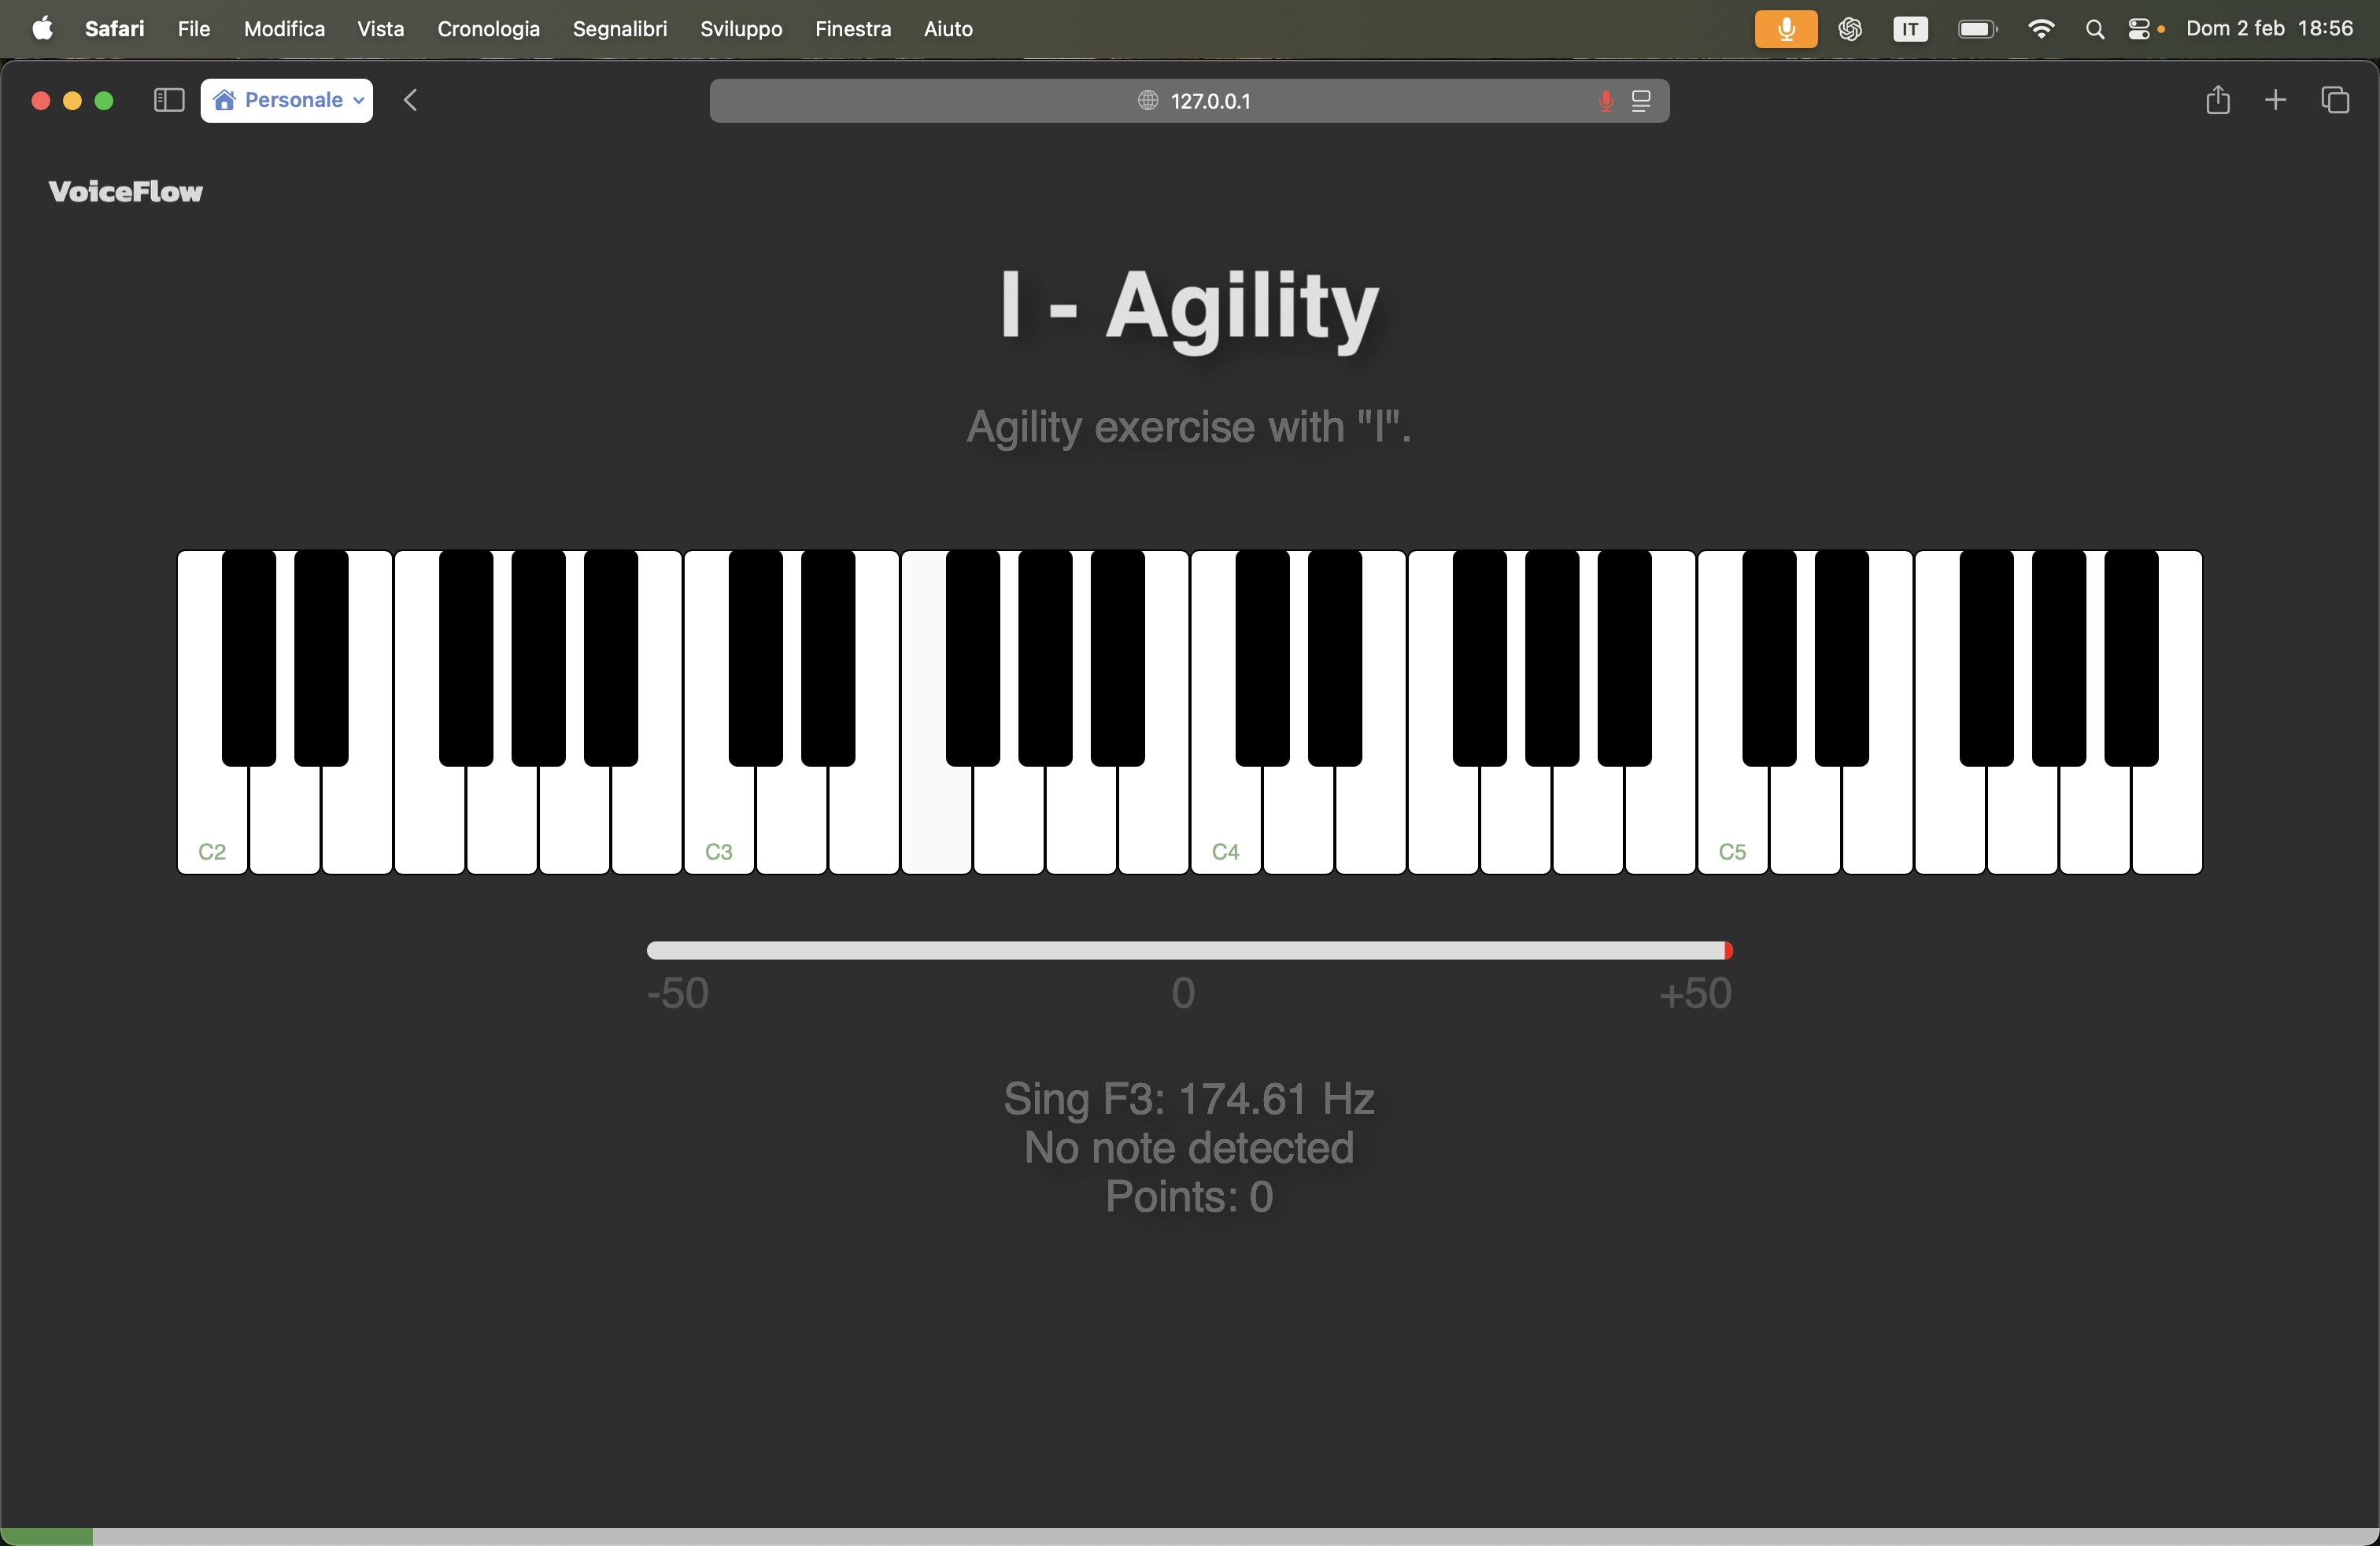 Safari File Modifica Vista Cronologia Segnalibri Sviluppo Finestra Aiuto IT Dom 2 feb 18:56
Personale 127.0.0.1
VoiceFlow
I - Agility
Agility exercise with "I".
C2 C3 C4 C5
-50 0 +50
Sing F3: 174.61 Hz
No note detected
Points: 0